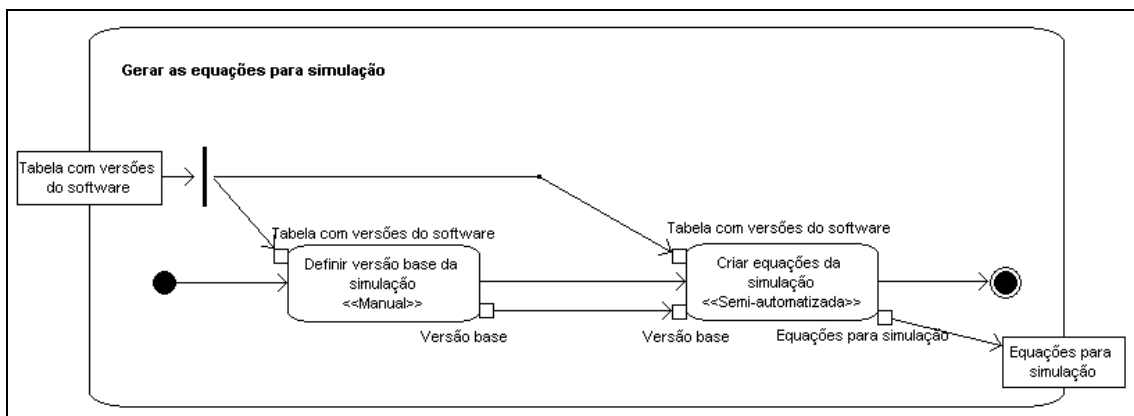 Gerar as equações para simulação
Tabela com versões
do software
Tabela com versões do software
Tabela com versões do software
Definir versão base da
simulação
<<Manual>>
Criar equações da
simulação
<<Semi-automatizada>>
Versão base
Versão base
Equações para simulação
Equações para
simulação